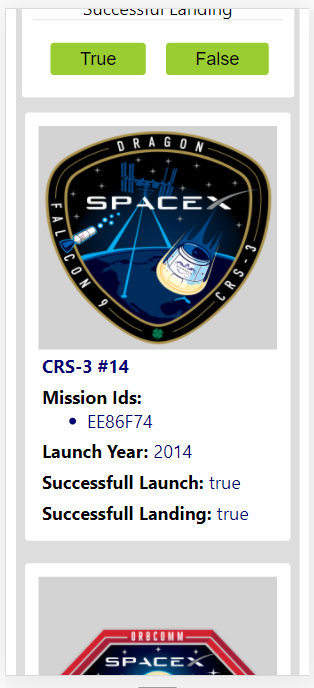 Successful Landing
True
False
DRAGON
SPACEX
FALCON 9
CRS-3
CRS-3 #14
Mission Ids:
EE86F74
Launch Year: 2014
Successfull Launch: true
Successfull Landing: true
ORBCOMM
SPACEX